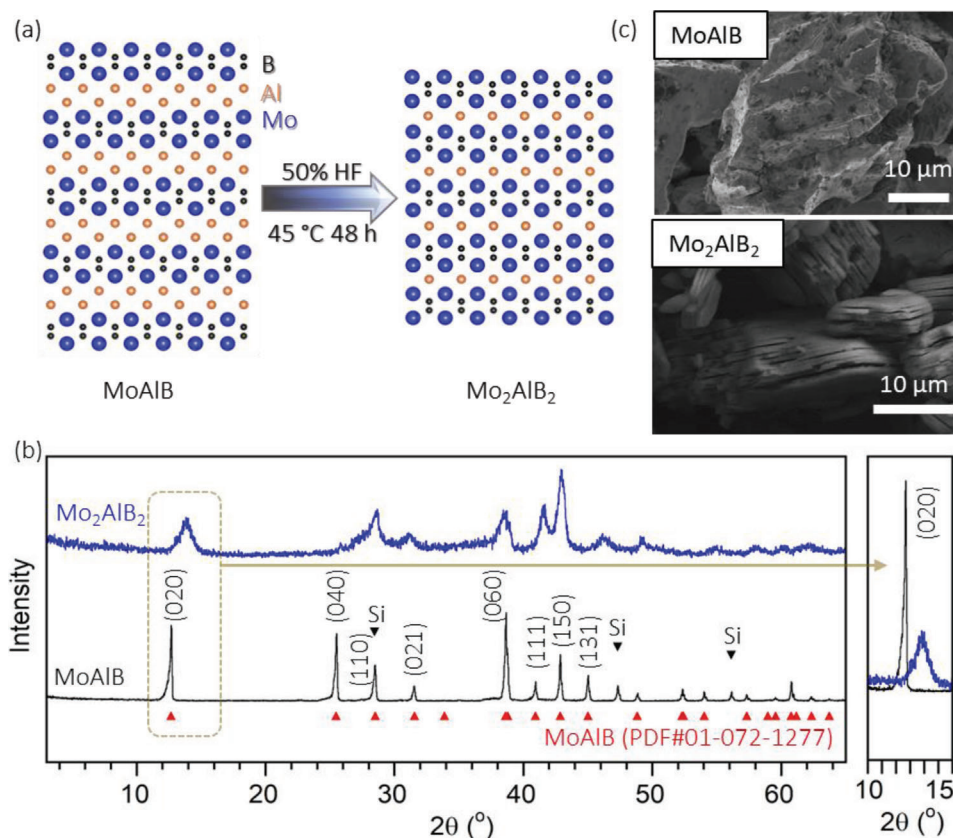 (a)
B
Al
Mo
50% HF
45 °C 48 h
MoAlB
Mo₂AlB₂
(c)
MoAlB
10 µm
Mo₂AlB₂
10 µm
(b)
Mo₂AlB₂
(020)
(040)
(110)
Si
(021)
(060)
(111)
(150)
(131)
Si
Si
MoAlB
MoAlB (PDF#01-072-1277)
Intensity
10 20 30 40 50 60
2θ (°)
(020)
10 15
2θ (°)